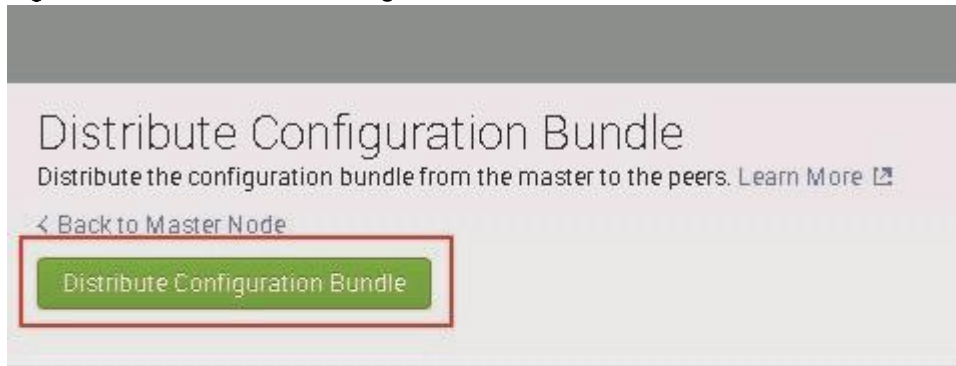 Distribute Configuration Bundle
Distribute the configuration bundle from the master to the peers. Learn More
< Back to Master Node
Distribute Configuration Bundle